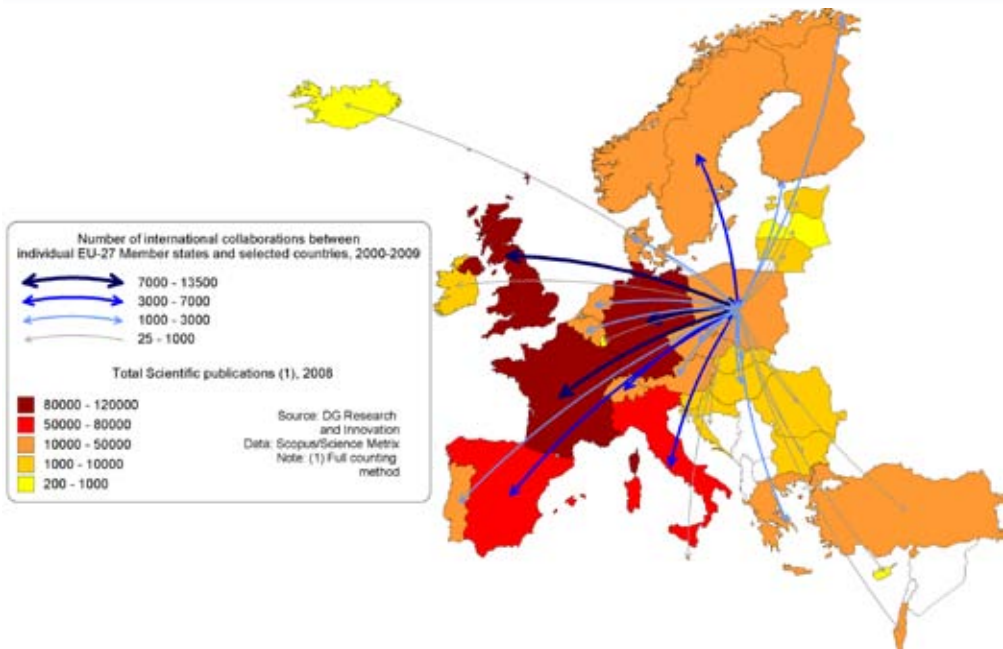 Number of international collaborations between
individual EU-27 Member states and selected countries, 2000-2009
7000 - 13500
3000 - 7000
1000 - 3000
25 - 1000
Total Scientific publications (1), 2008
80000 - 120000
50000 - 80000
10000 - 50000
1000 - 10000
200 - 1000
Source: DG Research
and Innovation
Data: Scopus/Science Metrix
Note: (1) Full counting
method